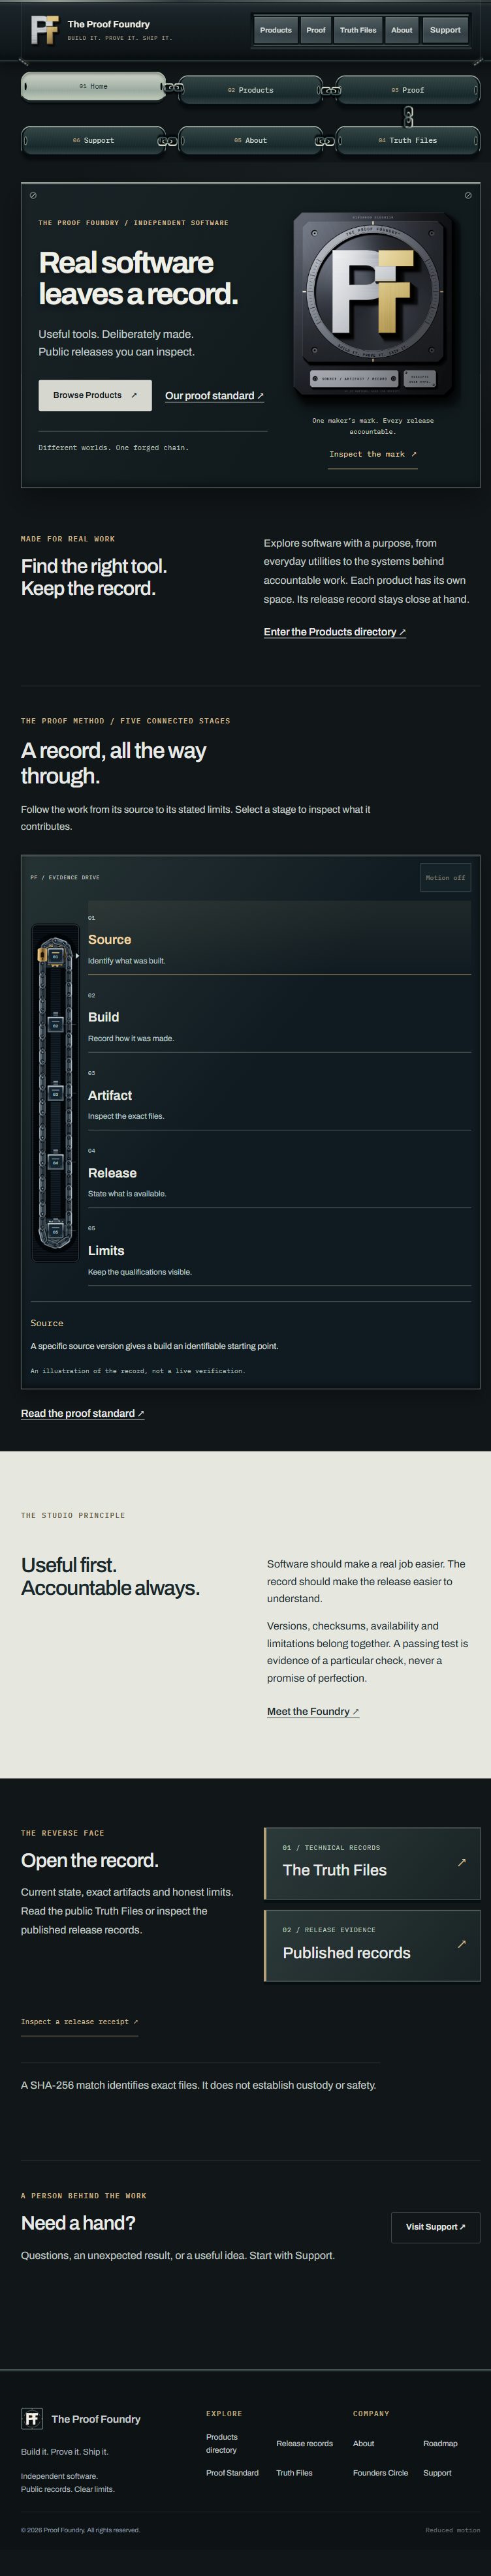 The Proof Foundry
BUILD IT. PROVE IT. SHIP IT.
Products
Proof
Truth Files
About
Support
01 Home
02 Products
03 Proof
06 Support
05 About
04 Truth Files
THE PROOF FOUNDRY / INDEPENDENT SOFTWARE
Real software
leaves a record.
Useful tools. Deliberately made.
Public releases you can inspect.
Browse Products ↗
Our proof standard ↗
Different worlds. One forged chain.
THE PROOF FOUNDRY
PF
SOURCE / ARTIFACT / RECORD
One maker's mark. Every release
accountable.
Inspect the mark ↗
MADE FOR REAL WORK
Find the right tool.
Keep the record.
Explore software with a purpose, from
everyday utilities to the systems behind
accountable work. Each product has its own
space. Its release record stays close at hand.
Enter the Products directory ↗
THE PROOF METHOD / FIVE CONNECTED STAGES
A record, all the way
through.
Follow the work from its source to its stated limits. Select a stage to inspect what it
contributes.
PF / EVIDENCE DRIVE
Motion off
01
Source
Identify what was built.
02
Build
Record how it was made.
03
Artifact
Inspect the exact files.
04
Release
State what is available.
05
Limits
Keep the qualifications visible.
Source
A specific source version gives a build an identifiable starting point.
An illustration of the record, not a live verification.
Read the proof standard ↗
THE STUDIO PRINCIPLE
Useful first.
Accountable always.
Software should make a real job easier. The
record should make the release easier to
understand.
Versions, checksums, availability and
limitations belong together. A passing test is
evidence of a particular check, never a
promise of perfection.
Meet the Foundry ↗
THE REVERSE FACE
Open the record.
Current state, exact artifacts and honest limits.
Read the public Truth Files or inspect the
published release records.
01 / TECHNICAL RECORDS
The Truth Files ↗
02 / RELEASE EVIDENCE
Published records ↗
Inspect a release receipt ↗
A SHA-256 match identifies exact files. It does not establish custody or safety.
A PERSON BEHIND THE WORK
Need a hand?
Questions, an unexpected result, or a useful idea. Start with Support.
Visit Support ↗
The Proof Foundry
Build it. Prove it. Ship it.
Independent software.
Public records. Clear limits.
EXPLORE
Products
directory
Release records
Proof Standard
Truth Files
COMPANY
About
Roadmap
Founders Circle
Support
© 2026 Proof Foundry. All rights reserved.
Reduced motion